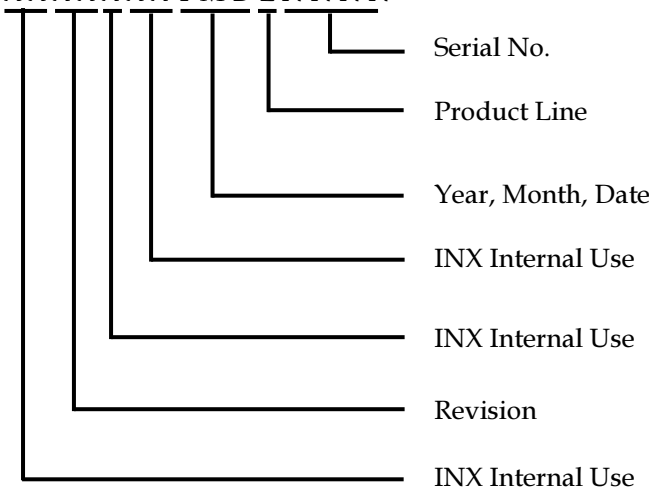 Serial No.
Product Line
Year, Month, Date
INX Internal Use
INX Internal Use
Revision
INX Internal Use